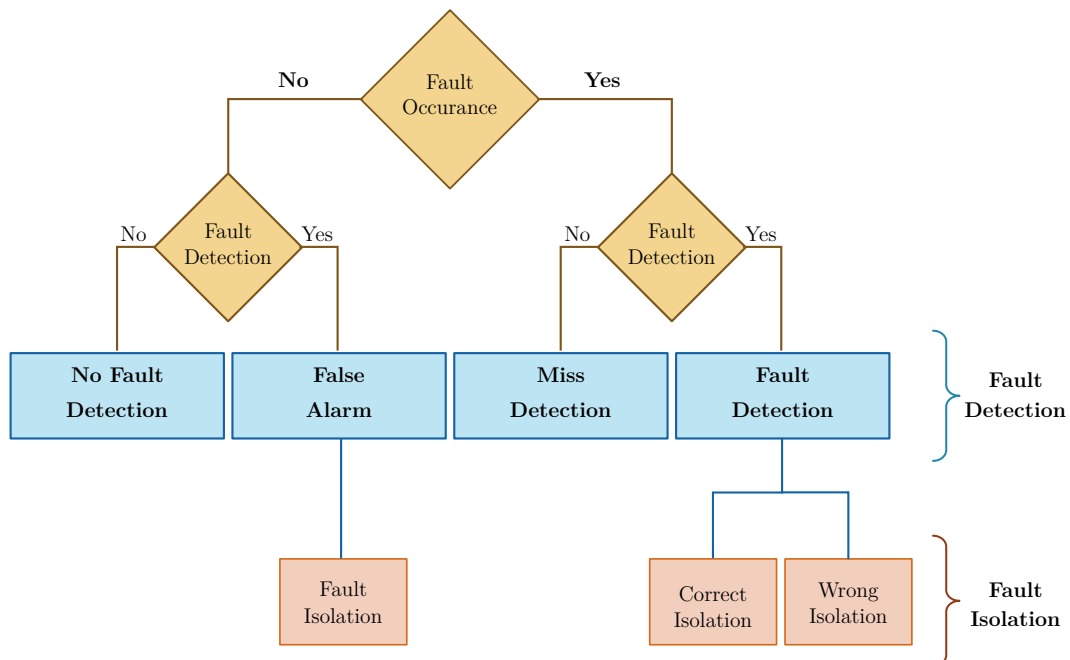 Fault
Occurance
No
Yes
Fault
Detection
No
Yes
Fault
Detection
No
Yes
No Fault
Detection
False
Alarm
Miss
Detection
Fault
Detection
Fault
Detection
Fault
Isolation
Correct
Isolation
Wrong
Isolation
Fault
Isolation